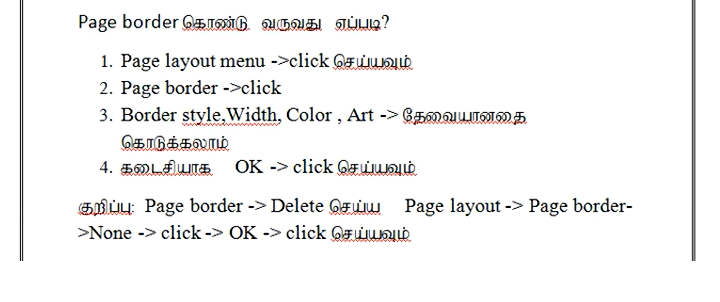 Page border கொண்டு வருவது எப்படி?
1. Page layout menu ->click செய்யவும்
2. Page border ->click
3. Border style,Width, Color , Art -> தேவையானதை
கொடுக்கலாம்
4. கடைசியாக OK -> click செய்யவும்
குறிப்பு: Page border -> Delete செய்ய Page layout -> Page border-
>None -> click -> OK -> click செய்யவும்